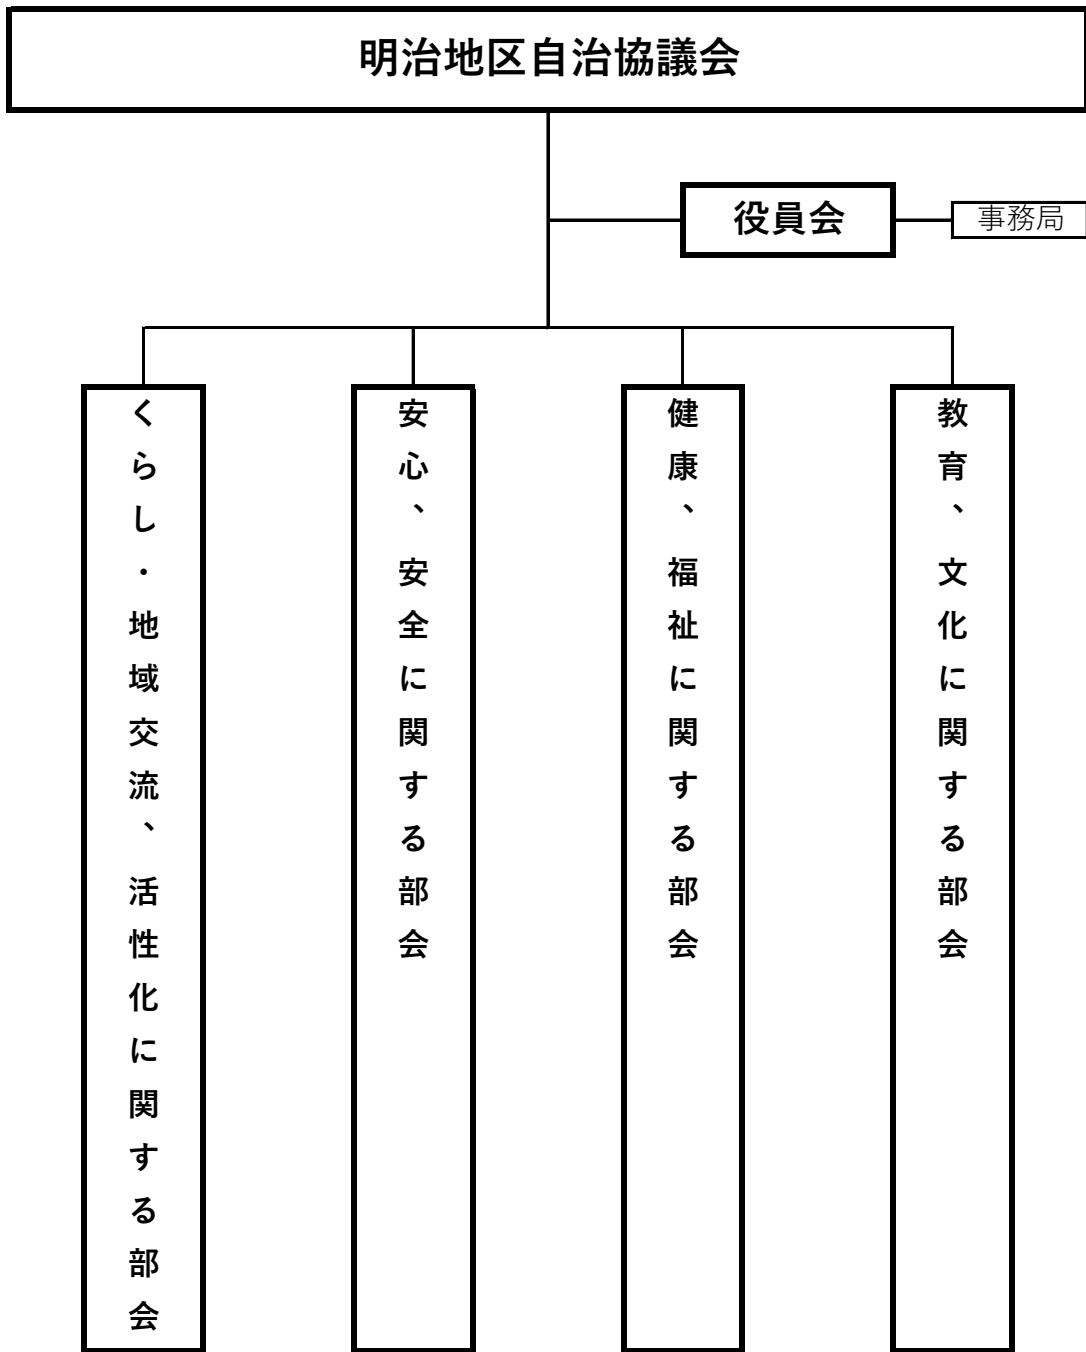 明治地区自治協議会
役員会
事務局
くらし・地域交流、活性化に関する部会
安心、安全に関する部会
健康、福祉に関する部会
教育、文化に関する部会